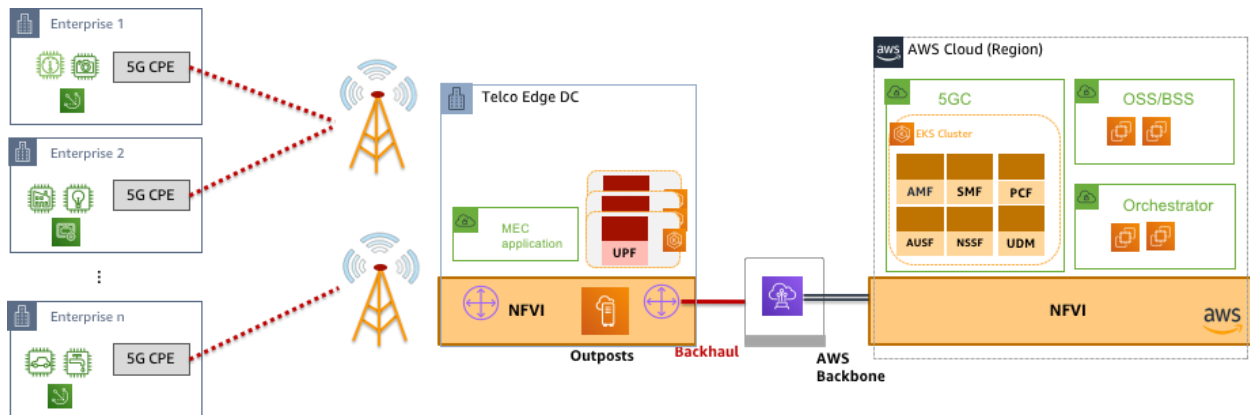 Enterprise 1
5G CPE
Enterprise 2
5G CPE
...
Enterprise n
5G CPE
Telco Edge DC
MEC
application
UPF
NFVI
Outposts
Backhaul
AWS
Backbone
aws
AWS Cloud (Region)
5GC
EKS Cluster
AMF
SMF
PCF
AUSF
NSSF
UDM
OSS/BSS
Orchestrator
NFVI
aws